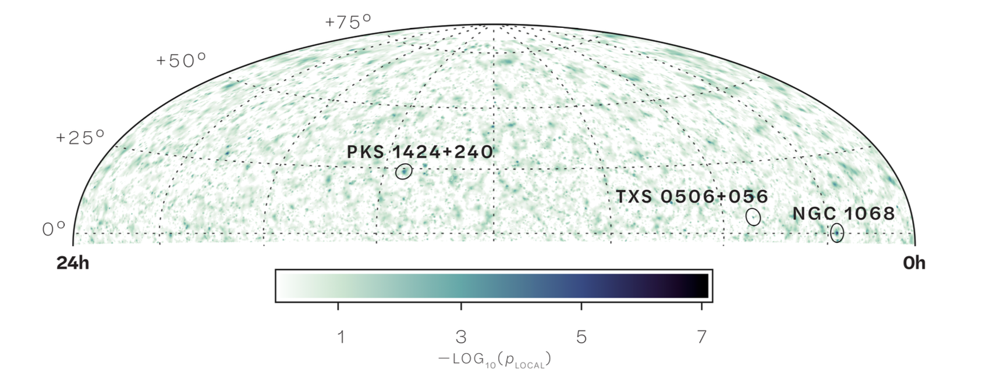 +75°
+50°
+25°
PKS 1424+240
TXS 0506+056
NGC 1068
0°
24h
0h
1 3 5 7
—LOG₁₀(pLOCAL)